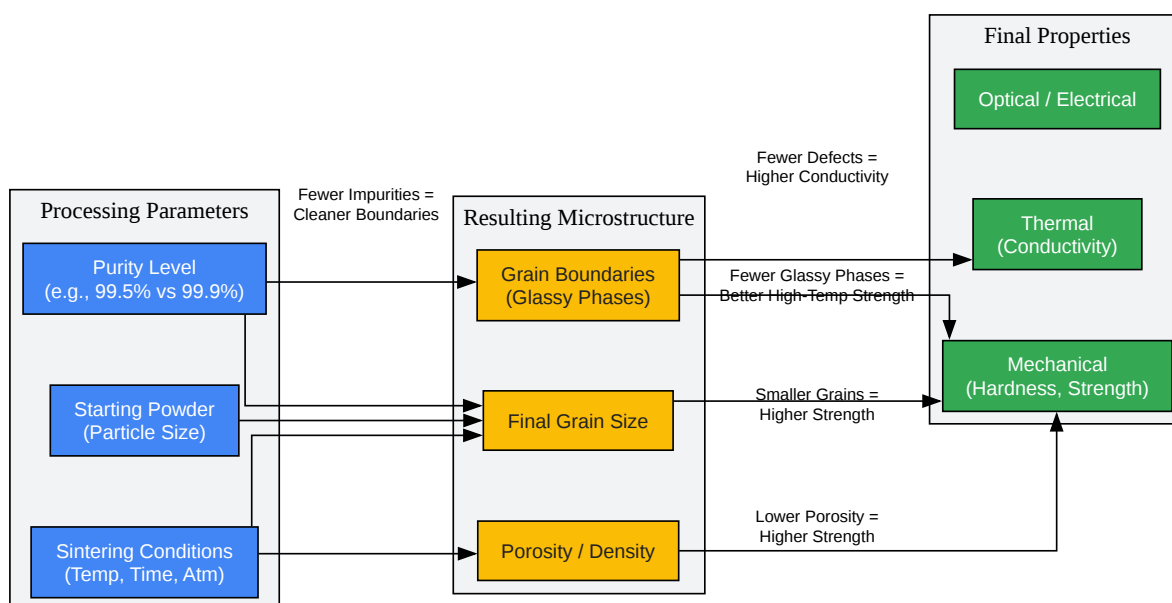 Processing Parameters
Purity Level
(e.g., 99.5% vs 99.9%)
Starting Powder
(Particle Size)
Sintering Conditions
(Temp, Time, Atm)
Fewer Impurities =
Cleaner Boundaries
Resulting Microstructure
Grain Boundaries
(Glassy Phases)
Final Grain Size
Porosity / Density
Fewer Defects =
Higher Conductivity
Fewer Glassy Phases =
Better High-Temp Strength
Smaller Grains =
Higher Strength
Lower Porosity =
Higher Strength
Final Properties
Optical / Electrical
Thermal
(Conductivity)
Mechanical
(Hardness, Strength)